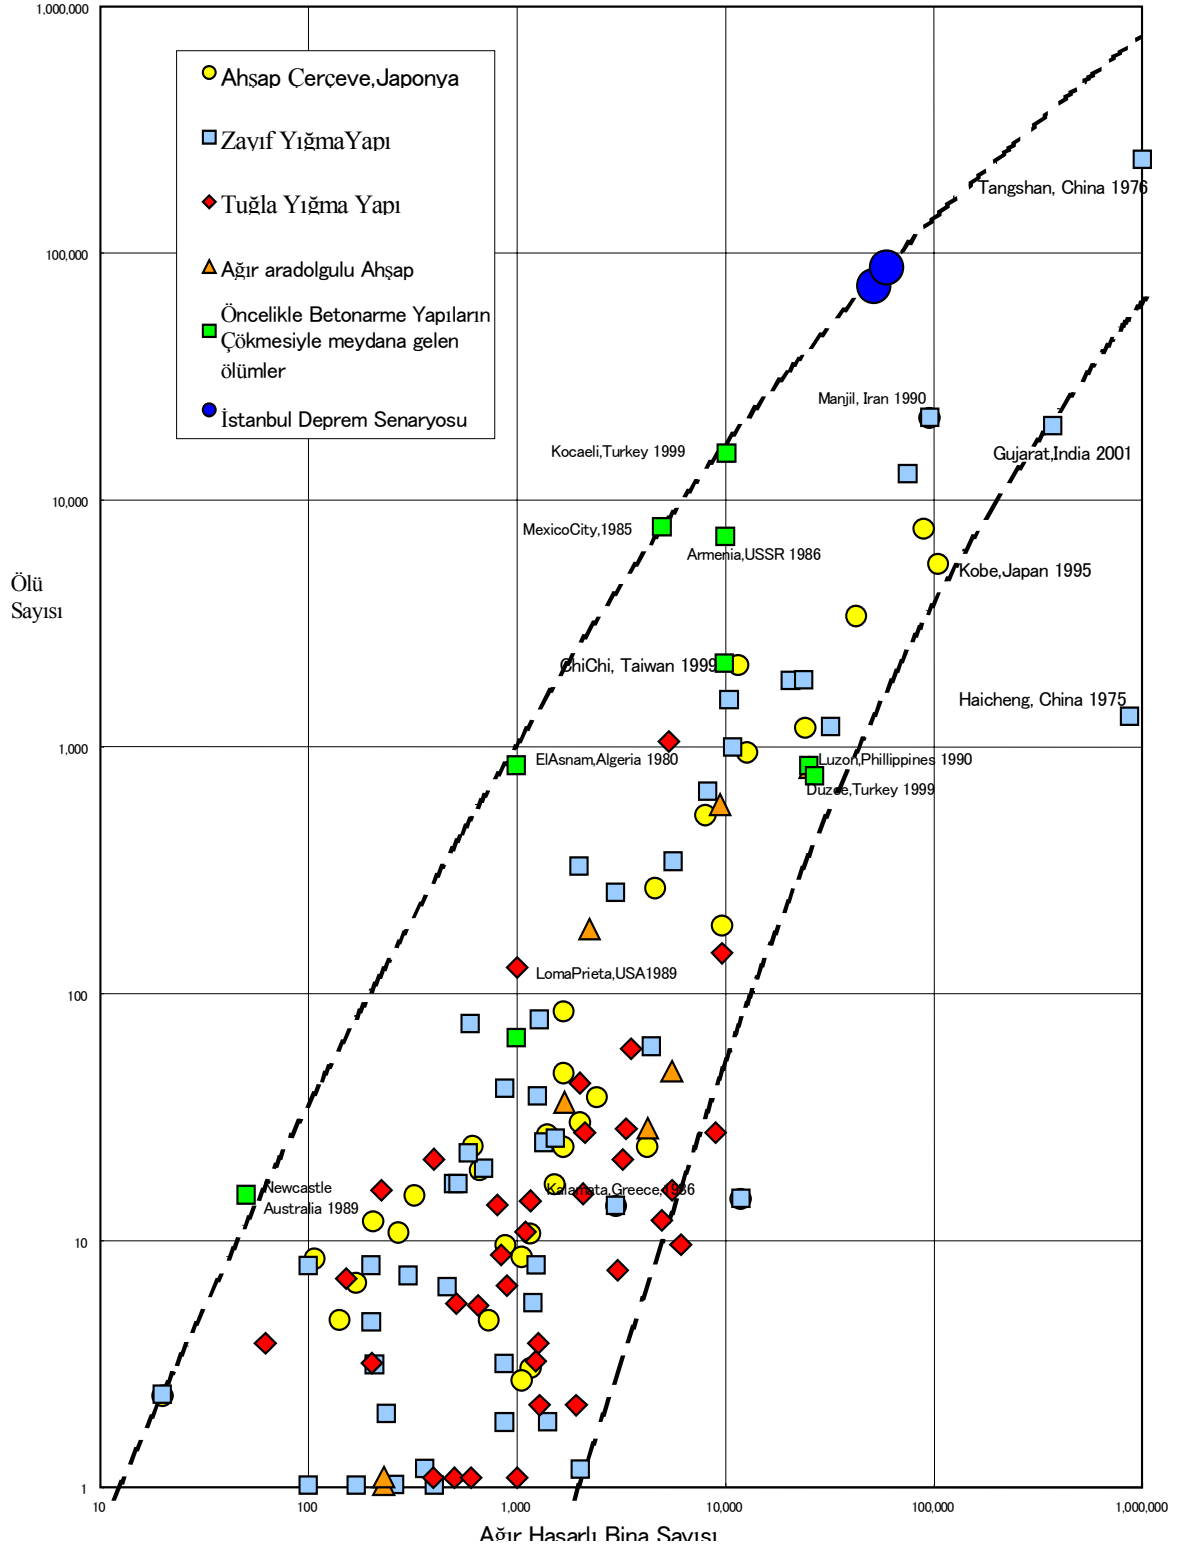 1,000,000
100,000
10,000
1,000
100
10
1
Ölü
Sayısı
Ahşap Çerçeve,Japonya
Zayıf YığmaYapı
Tuğla Yığma Yapı
Ağır aradolgulu Ahşap
Öncelikle Betonarme Yapıların
Çökmesiyle meydana gelen
ölümler
İstanbul Deprem Senaryosu
Tangshan, China 1976
Manjil, Iran 1990
Gujarat,India 2001
Kocaeli,Turkey 1999
MexicoCity,1985
Armenia,USSR 1986
Kobe,Japan 1995
ChiChi, Taiwan 1999
Haicheng, China 1975
ElAsnam,Algeria 1980
Luzon,Phillippines 1990
Düzce,Turkey 1999
LomaPrieta,USA1989
Kalamata,Greece,1986
Newcastle
Australia 1989
10
100
1,000
10,000
100,000
1,000,000
Ağır Hasarlı Bina Sayısı